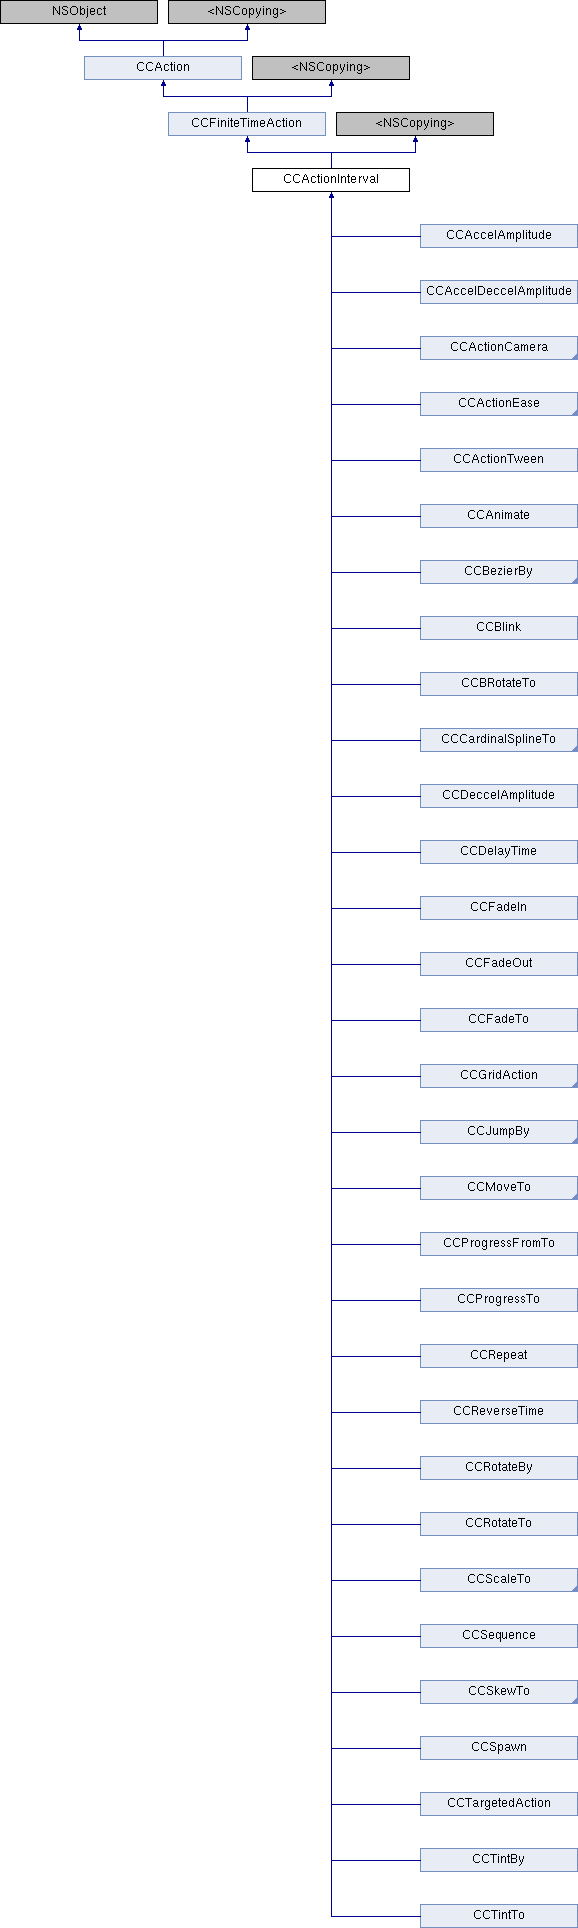 NSObject
<NSCopying>
CCAction
<NSCopying>
CCFiniteTimeAction
<NSCopying>
CCActionInterval
CCAccelAmplitude
CCAccelDeccelAmplitude
CCActionCamera
CCActionEase
CCActionTween
CCAnimate
CCBezierBy
CCBlink
CCBRotateTo
CCCardinalSplineTo
CCDeccelAmplitude
CCDelayTime
CCFadeIn
CCFadeOut
CCFadeTo
CCGridAction
CCJumpBy
CCMoveTo
CCProgressFromTo
CCProgressTo
CCRepeat
CCReverseTime
CCRotateBy
CCRotateTo
CCScaleTo
CCSequence
CCSkewTo
CCSpawn
CCTargetedAction
CCTintBy
CCTintTo